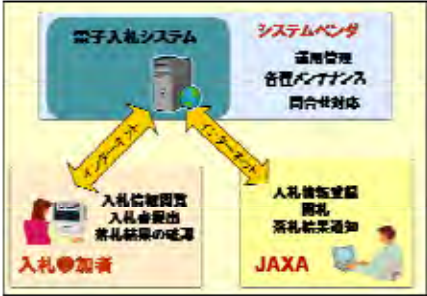 電子入札システム
システムベンダ
運用管理
各種メンテナンス
問合せ対応
インターネット
インターネット
入札情報閲覧
入札書提出
落札結果の確認
入札参加者
入札情報登録
開札
落札結果通知
JAXA